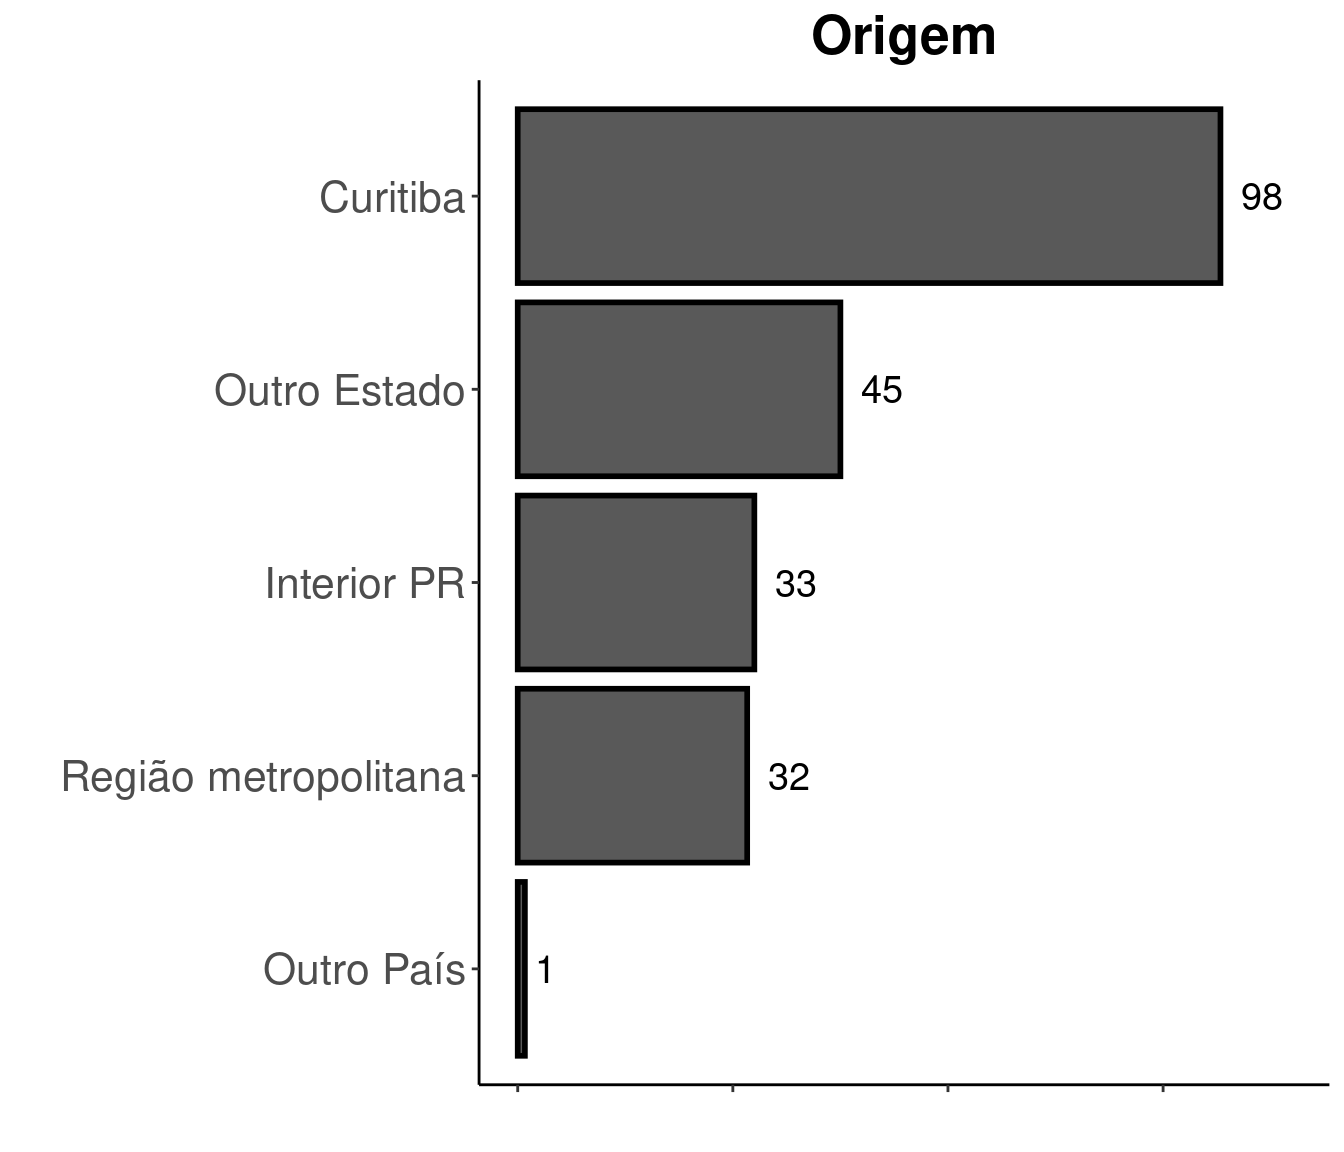 Origem
Curitiba 98
Outro Estado 45
Interior PR 33
Região metropolitana 32
Outro País 1